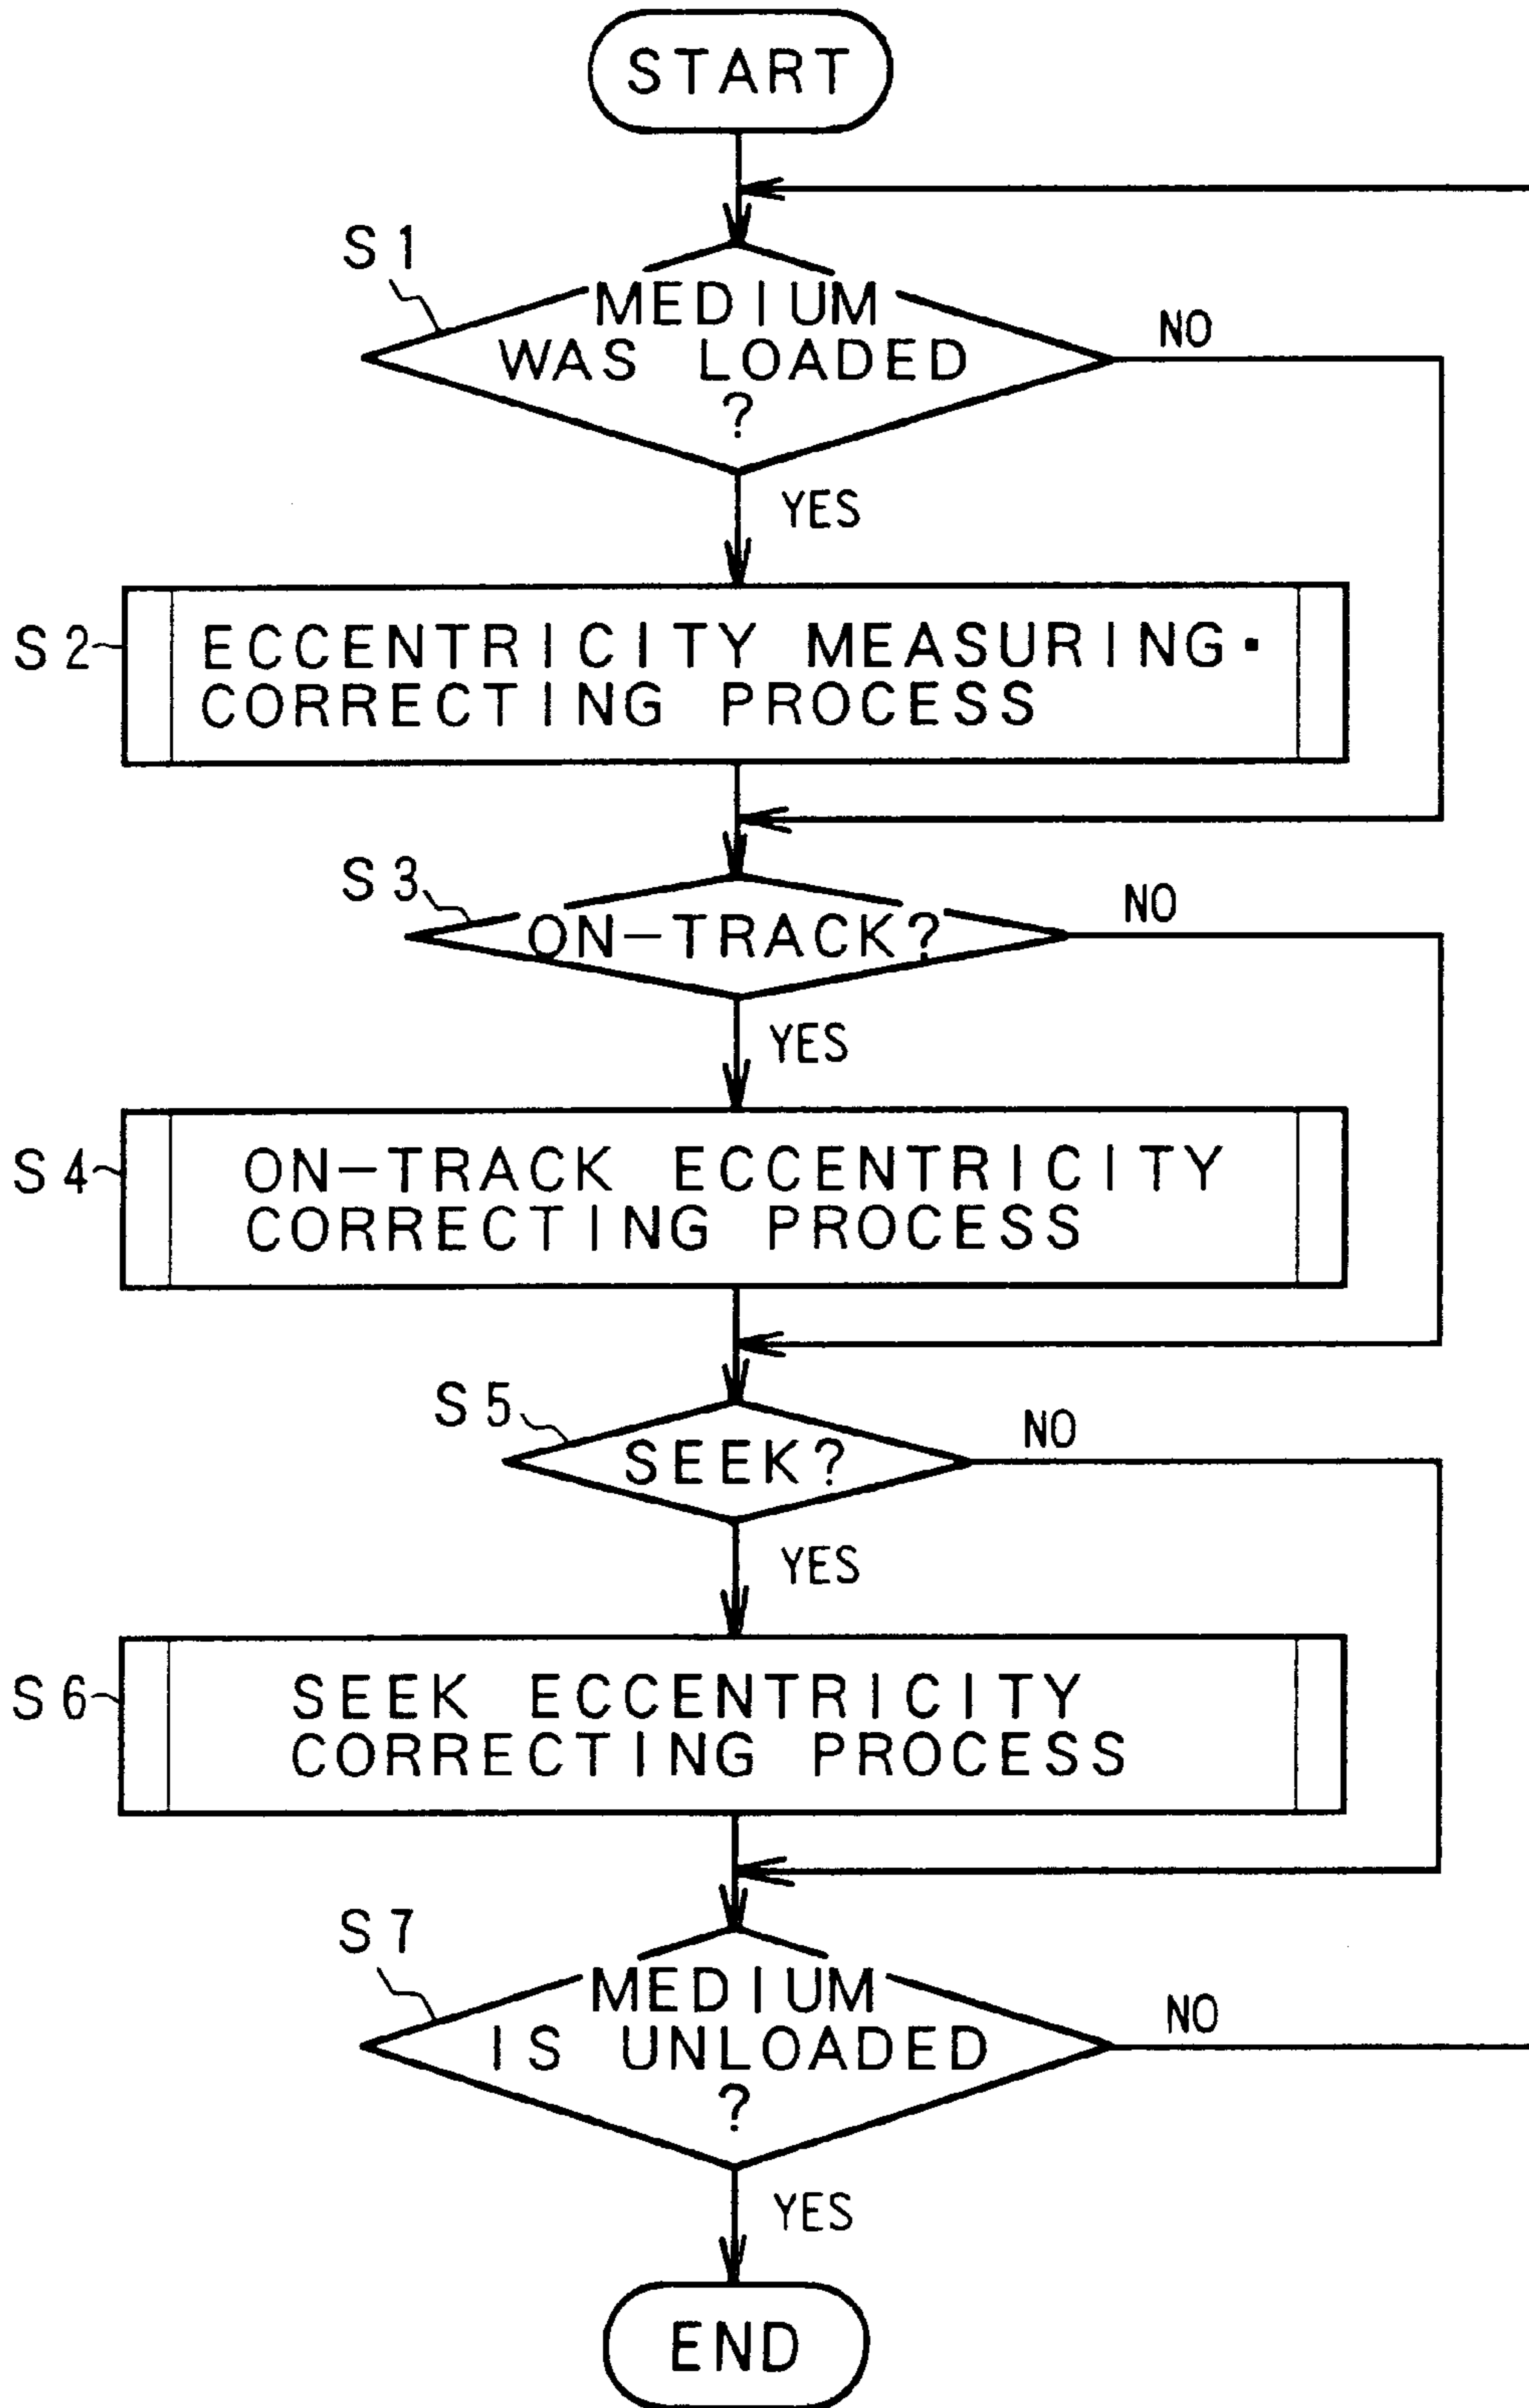 START
S1
MEDIUM
WAS LOADED
?
NO
YES
S2
ECCENTRICITY MEASURING·
CORRECTING PROCESS
S3
ON-TRACK?
NO
YES
S4
ON-TRACK ECCENTRICITY
CORRECTING PROCESS
S5
SEEK?
NO
YES
S6
SEEK ECCENTRICITY
CORRECTING PROCESS
S7
MEDIUM
IS UNLOADED
?
NO
YES
END